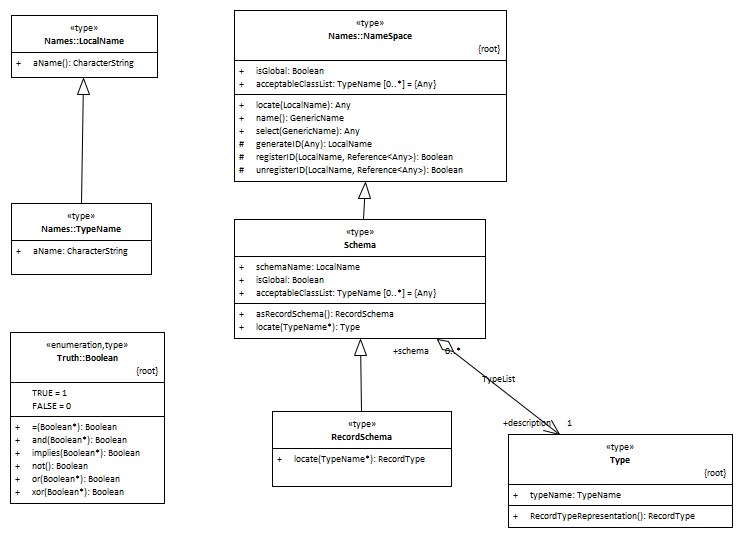 «type»
Names::LocalName
+ aName(): CharacterString
«type»
Names::NameSpace
{root}
+ isGlobal: Boolean
+ acceptableClassList: TypeName [0..*] = {Any}
+ locate(LocalName): Any
+ name(): GenericName
+ select(GenericName): Any
# generateID(Any): LocalName
# registerID(LocalName, Reference<Any>): Boolean
# unregisterID(LocalName, Reference<Any>): Boolean
«type»
Names::TypeName
+ aName: CharacterString
«type»
Schema
+ schemaName: LocalName
+ isGlobal: Boolean
+ acceptableClassList: TypeName [0..*] = {Any}
+ asRecordSchema(): RecordSchema
+ locate(TypeName*): Type
«enumeration,type»
Truth::Boolean
{root}
TRUE = 1
FALSE = 0
+ =(Boolean*): Boolean
+ and(Boolean*): Boolean
+ implies(Boolean*): Boolean
+ not(): Boolean
+ or(Boolean*): Boolean
+ xor(Boolean*): Boolean
+schema 0..*
TypeList
+description 1
«type»
RecordSchema
+ locate(TypeName*): RecordType
«type»
Type
{root}
+ typeName: TypeName
+ RecordTypeRepresentation(): RecordType